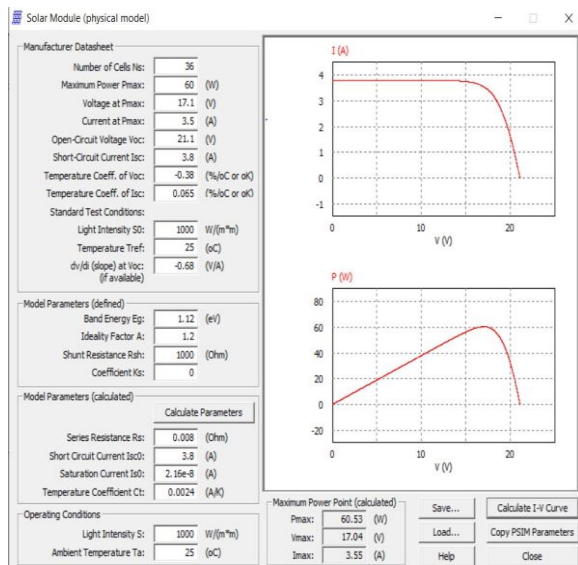 Solar Module (physical model)
Manufacturer Datasheet
Number of Cells Ns: 36
Maximum Power Pmax: 60 (W)
Voltage at Pmax: 17.1 (V)
Current at Pmax: 3.5 (A)
Open-Circuit Voltage Voc: 21.1 (V)
Short-Circuit Current Isc: 3.8 (A)
Temperature Coeff. of Voc: -0.38 (%/oC or oK)
Temperature Coeff. of Isc: 0.065 (%/oC or oK)
Standard Test Conditions:
Light Intensity S0: 1000 W/(m*m)
Temperature Tref: 25 (oC)
dv/di (slope) at Voc: -0.68 (V/A)
(if available)
Model Parameters (defined)
Band Energy Eg: 1.12 (eV)
Ideality Factor A: 1.2
Shunt Resistance Rsh: 1000 (Ohm)
Coefficient Ks: 0
Model Parameters (calculated)
Calculate Parameters
Series Resistance Rs: 0.008 (Ohm)
Short Circuit Current Isc0: 3.8 (A)
Saturation Current Is0: 2.16e-8 (A)
Temperature Coefficient Ct: 0.0024 (A/K)
Operating Conditions
Light Intensity S: 1000 W/(m*m)
Ambient Temperature Ta: 25 (oC)
I (A)
4
3
2
1
0
-1
0 10 20
V (V)
P (W)
80
60
40
20
0
-20
0 10 20
V (V)
Maximum Power Point (calculated)
Pmax: 60.53 (W)
Vmax: 17.04 (V)
Imax: 3.55 (A)
Save... Calculate I-V Curve
Load... Copy PSIM Parameters
Help Close